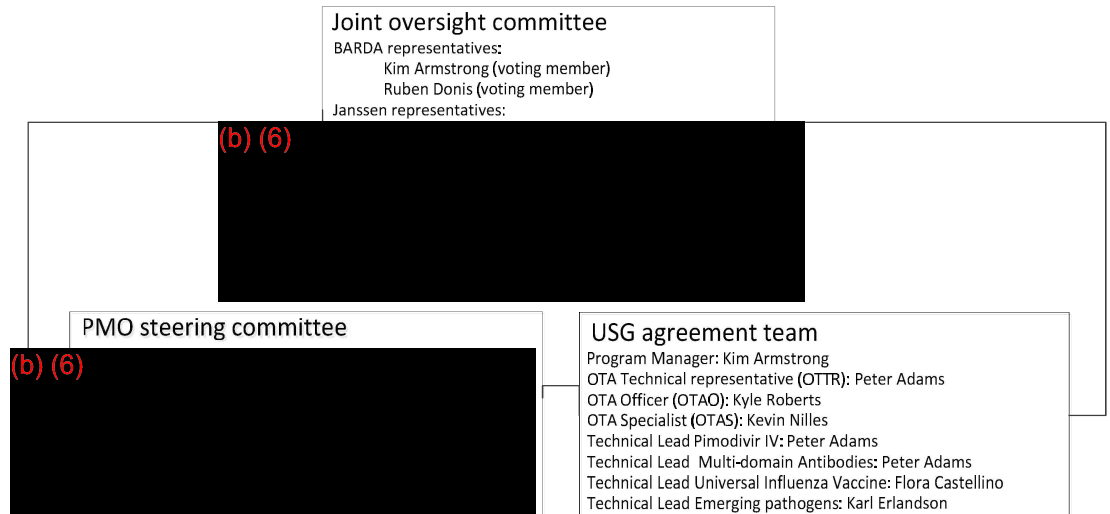 Joint oversight committee
BARDA representatives:
Kim Armstrong (voting member)
Ruben Donis (voting member)
Janssen representatives:
(b) (6)
PMO steering committee
(b) (6)
USG agreement team
Program Manager: Kim Armstrong
OTA Technical representative (OTTR): Peter Adams
OTA Officer (OTAO): Kyle Roberts
OTA Specialist (OTAS): Kevin Nilles
Technical Lead Pimodivir IV: Peter Adams
Technical Lead  Multi-domain Antibodies: Peter Adams
Technical Lead Universal Influenza Vaccine: Flora Castellino
Technical Lead Emerging pathogens: Karl Erlandson